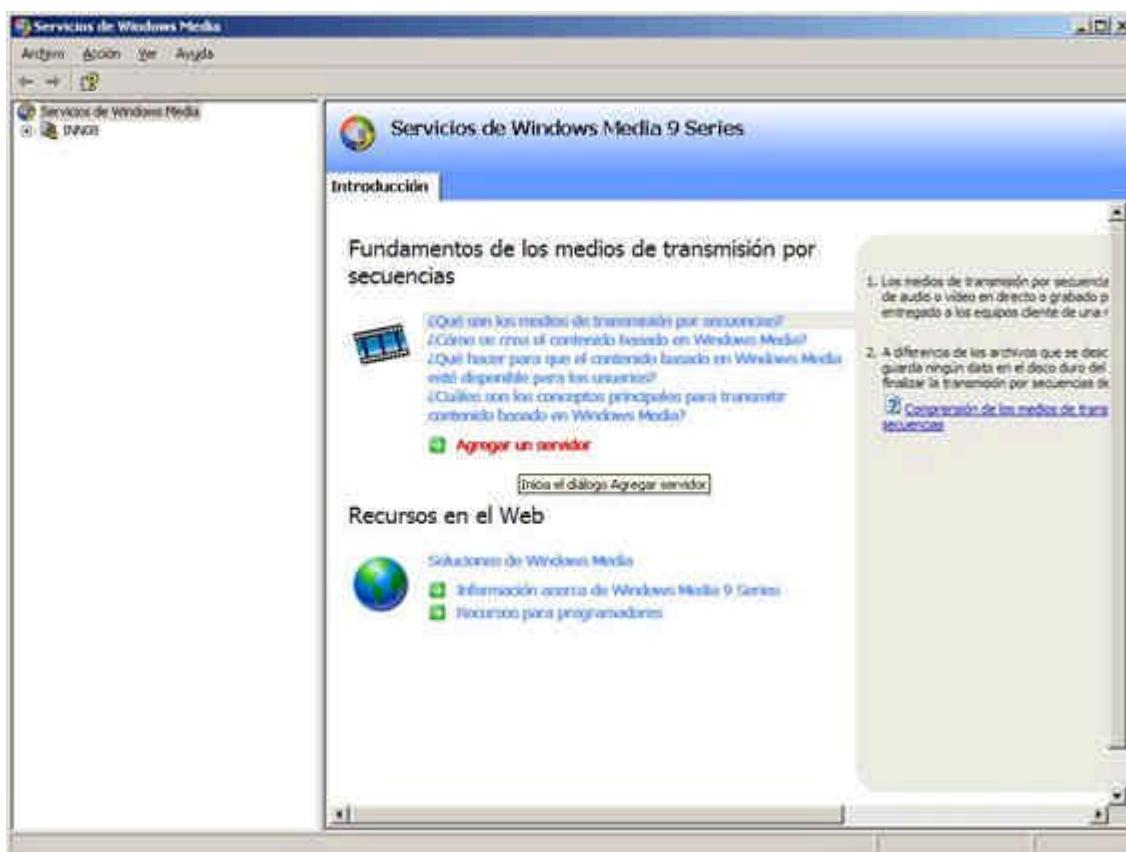 Servicios de Windows Media
Archivo Acción Ver Ayuda
Servicios de Windows Media
Servicios de Windows Media 9 Series
Introducción
Fundamentos de los medios de transmisión por
secuencias
¿Qué son los medios de transmisión por secuencias?
¿Cómo se crea el contenido basado en Windows Media?
¿Qué hacer para que el contenido basado en Windows Media
esté disponible para los usuarios?
¿Cuáles son los conceptos principales para transmitir
contenido basado en Windows Media?
Agregar un servidor
Inicia el diálogo Agregar servidor
Recursos en el Web
Soluciones de Windows Media
Información acerca de Windows Media 9 Series
Recursos para programadores
1. Los medios de transmisión por secuencia
de audio o vídeo en directo o grabado p
entregado a los equipos cliente de una r
2. A diferencia de los archivos que se desc
guarda ningún dato en el disco duro del
finalizar la transmisión por secuencias de
Comprensión de los medios de trans
secuencias